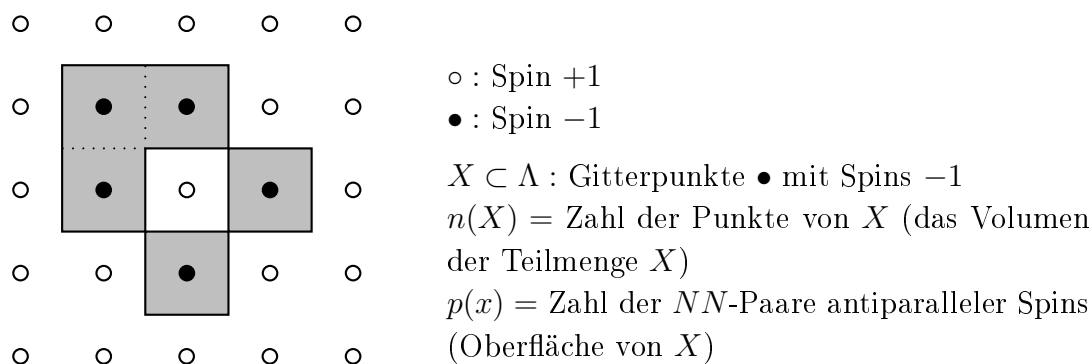 ○ : Spin +1
● : Spin −1
X ⊂ Λ : Gitterpunkte ● mit Spins −1
n(X) = Zahl der Punkte von X (das Volumen
der Teilmenge X)
p(x) = Zahl der NN-Paare antiparalleler Spins
(Oberfläche von X)